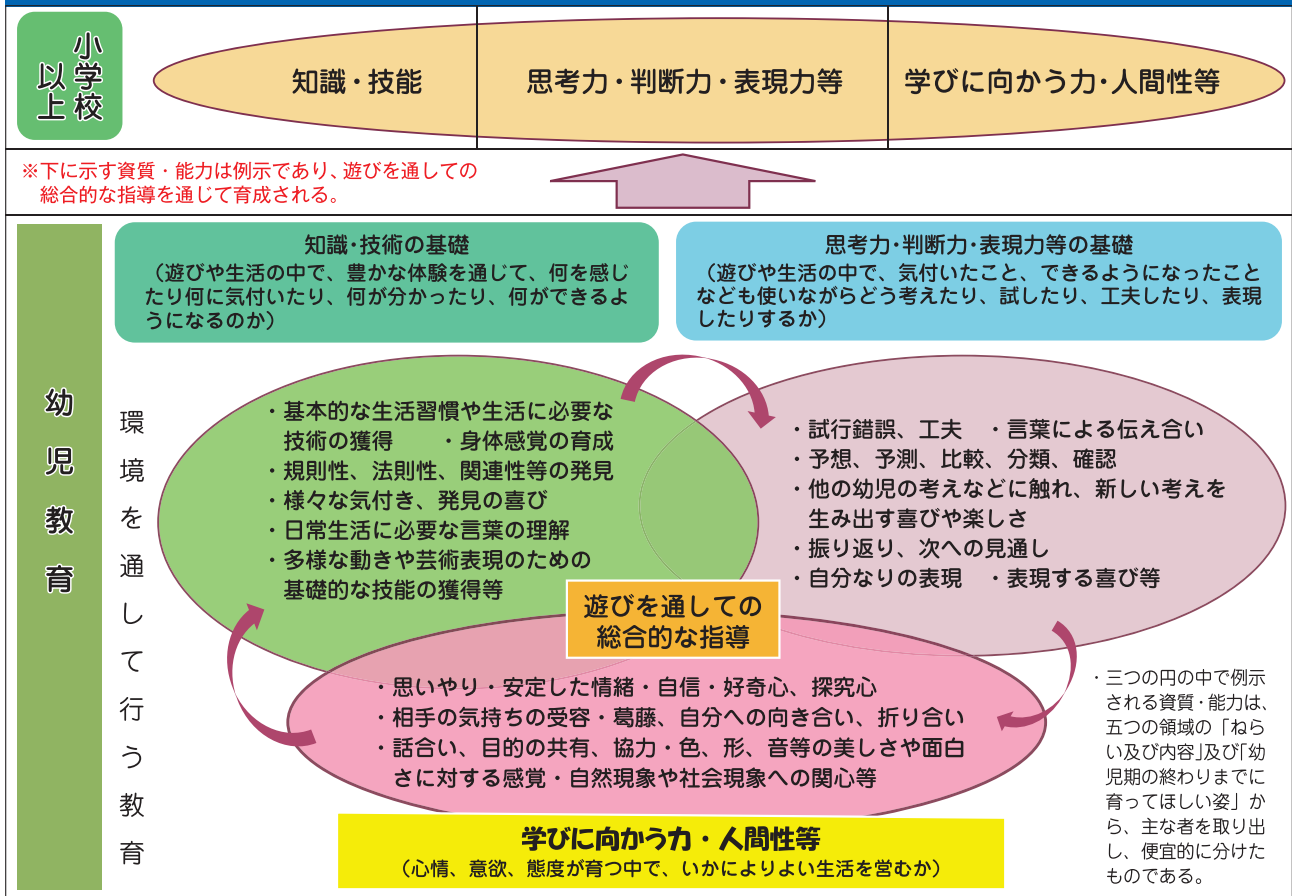 小学校
以上
知識・技能
思考力・判断力・表現力等
学びに向かう力・人間性等
※下に示す資質・能力は例示であり、遊びを通しての
総合的な指導を通じて育成される。
幼児教育
環境を通して行う教育
知識・技術の基礎
（遊びや生活の中で、豊かな体験を通じて、何を感じ
たり何に気付いたり、何が分かったり、何ができるよ
うになるのか）
思考力・判断力・表現力等の基礎
（遊びや生活の中で、気付いたこと、できるようになったこと
なども使いながらどう考えたり、試したり、工夫したり、表現
したりするか）
・基本的な生活習慣や生活に必要な
技術の獲得　・身体感覚の育成
・規則性、法則性、関連性等の発見
・様々な気付き、発見の喜び
・日常生活に必要な言葉の理解
・多様な動きや芸術表現のための
基礎的な技能の獲得等
・試行錯誤、工夫　・言葉による伝え合い
・予想、予測、比較、分類、確認
・他の幼児の考えなどに触れ、新しい考えを
生み出す喜びや楽しさ
・振り返り、次への見通し
・自分なりの表現　・表現する喜び等
遊びを通しての
総合的な指導
・思いやり・安定した情緒・自信・好奇心、探究心
・相手の気持ちの受容・葛藤、自分への向き合い、折り合い
・話合い、目的の共有、協力・色、形、音等の美しさや面白
さに対する感覚・自然現象や社会現象への関心等
学びに向かう力・人間性等
（心情、意欲、態度が育つ中で、いかによりよい生活を営むか）
・三つの円の中で例示
される資質・能力は、
五つの領域の「ねら
い及び内容」及び「幼
児期の終わりまでに
育ってほしい姿」か
ら、主な者を取り出
し、便宜的に分けた
ものである。